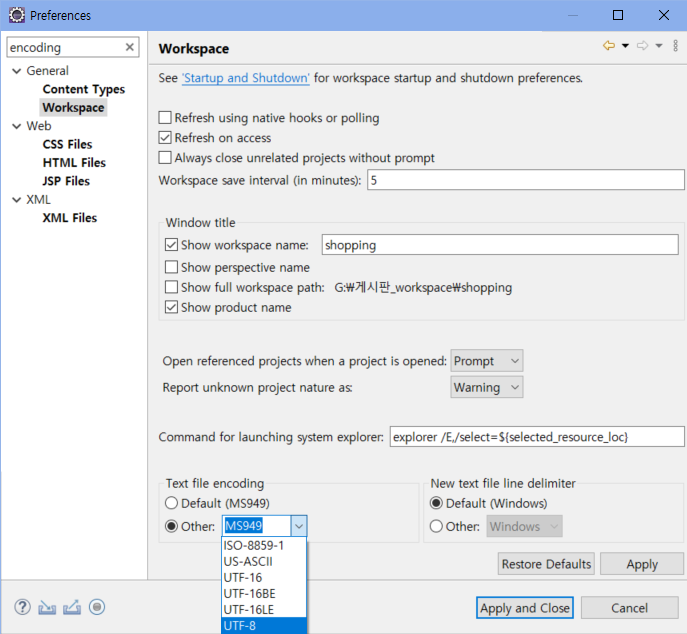 Preferences
encoding
General
Content Types
Workspace
Web
CSS Files
HTML Files
JSP Files
XML
XML Files
Workspace
See 'Startup and Shutdown' for workspace startup and shutdown preferences.
Refresh using native hooks or polling
Refresh on access
Always close unrelated projects without prompt
Workspace save interval (in minutes): 5
Window title
Show workspace name: shopping
Show perspective name
Show full workspace path: G:₩게시판_workspace₩shopping
Show product name
Open referenced projects when a project is opened: Prompt
Report unknown project nature as: Warning
Command for launching system explorer: explorer /E,/select=${selected_resource_loc}
Text file encoding
Default (MS949)
Other: MS949
ISO-8859-1
US-ASCII
UTF-16
UTF-16BE
UTF-16LE
UTF-8
New text file line delimiter
Default (Windows)
Other: Windows
Restore Defaults Apply
Apply and Close Cancel